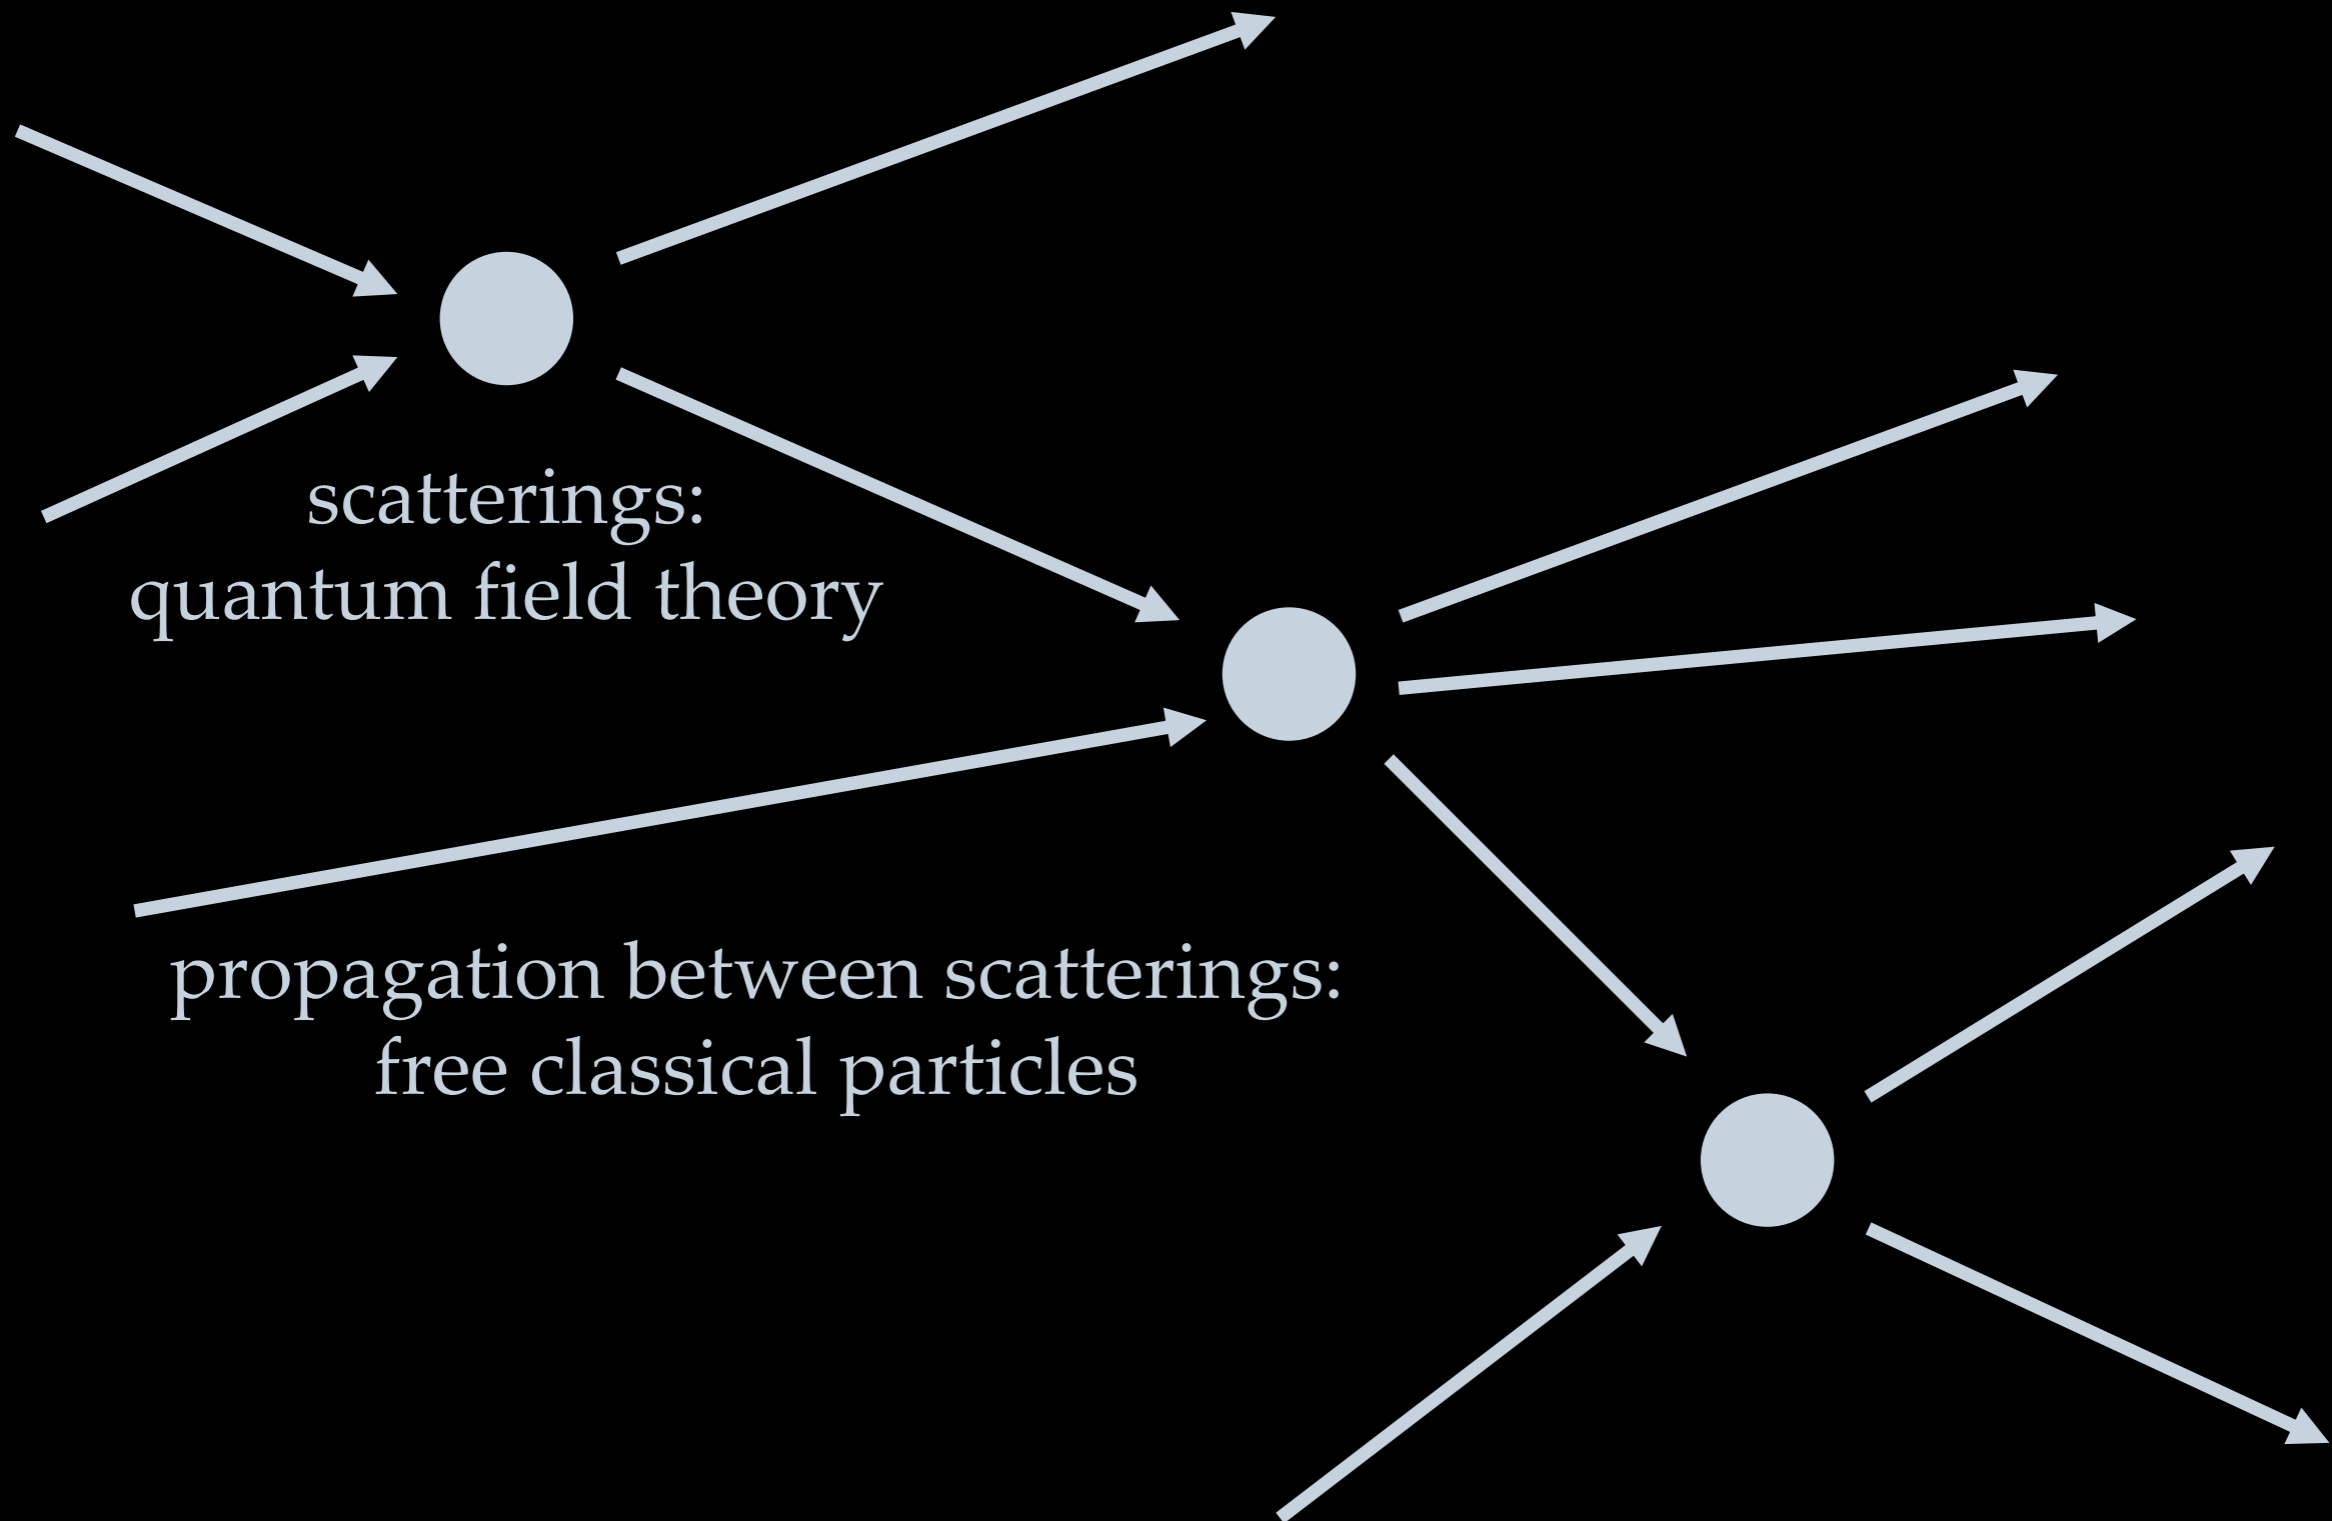 scatterings:
quantum field theory
propagation between scatterings:
free classical particles